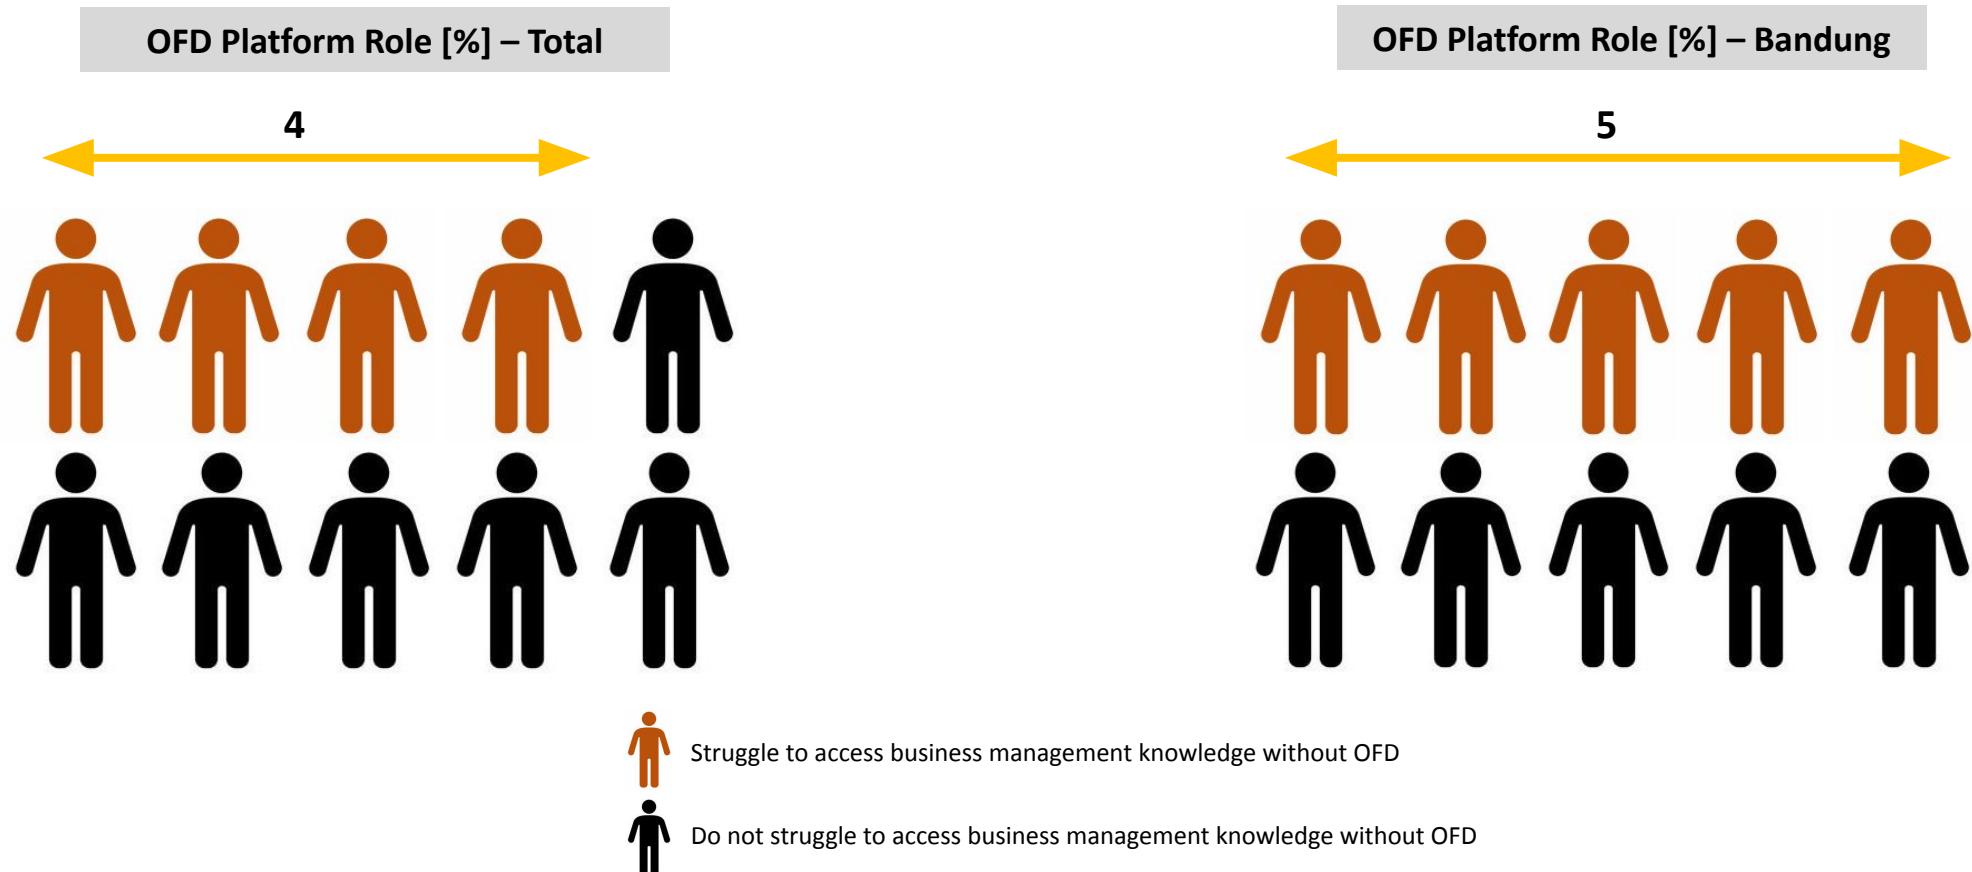 OFD Platform Role [%] – Total
OFD Platform Role [%] – Bandung
4
5
Struggle to access business management knowledge without OFD
Do not struggle to access business management knowledge without OFD